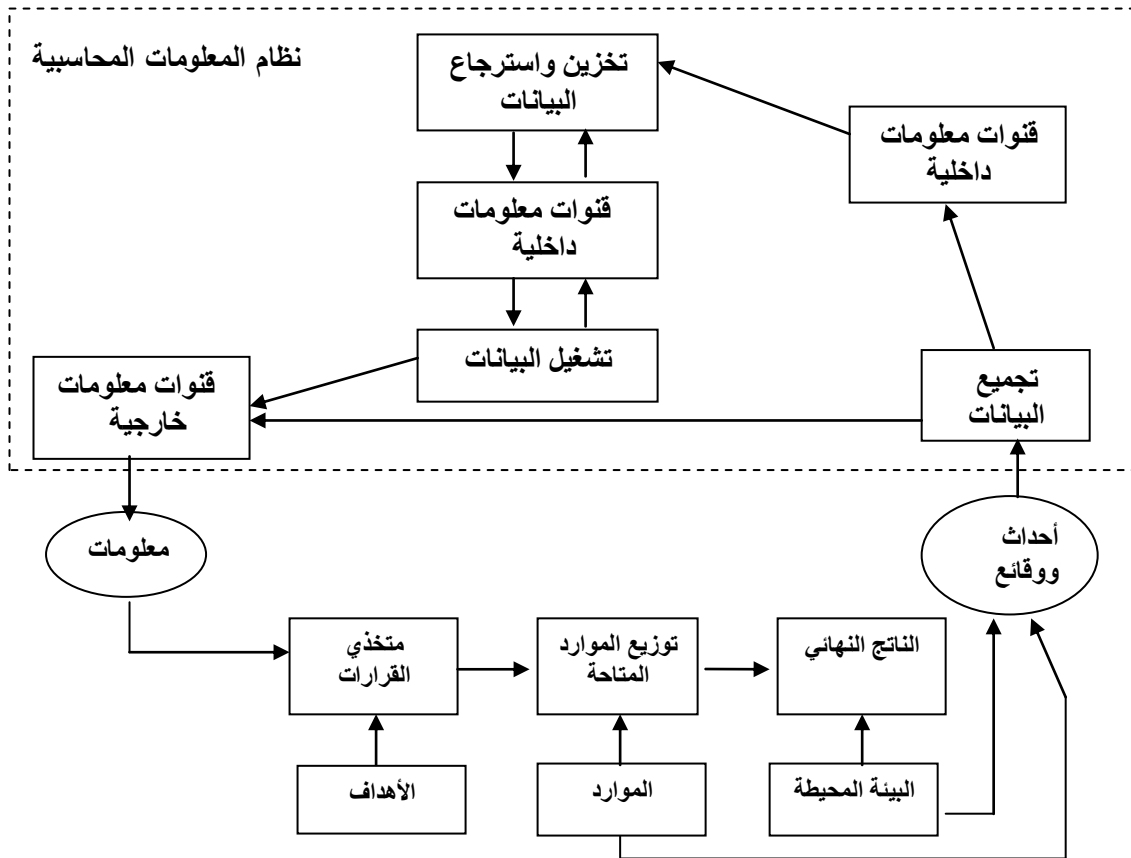 نظام المعلومات المحاسبية
تخزين واسترجاع
البيانات
قنوات معلومات
داخلية
قنوات معلومات
داخلية
تشغيل البيانات
تجميع
البيانات
قنوات معلومات
خارجية
معلومات
أحداث
ووقائع
متخذي
القرارات
توزيع الموارد
المتاحة
الناتج النهائي
الأهداف
الموارد
البيئة المحيطة